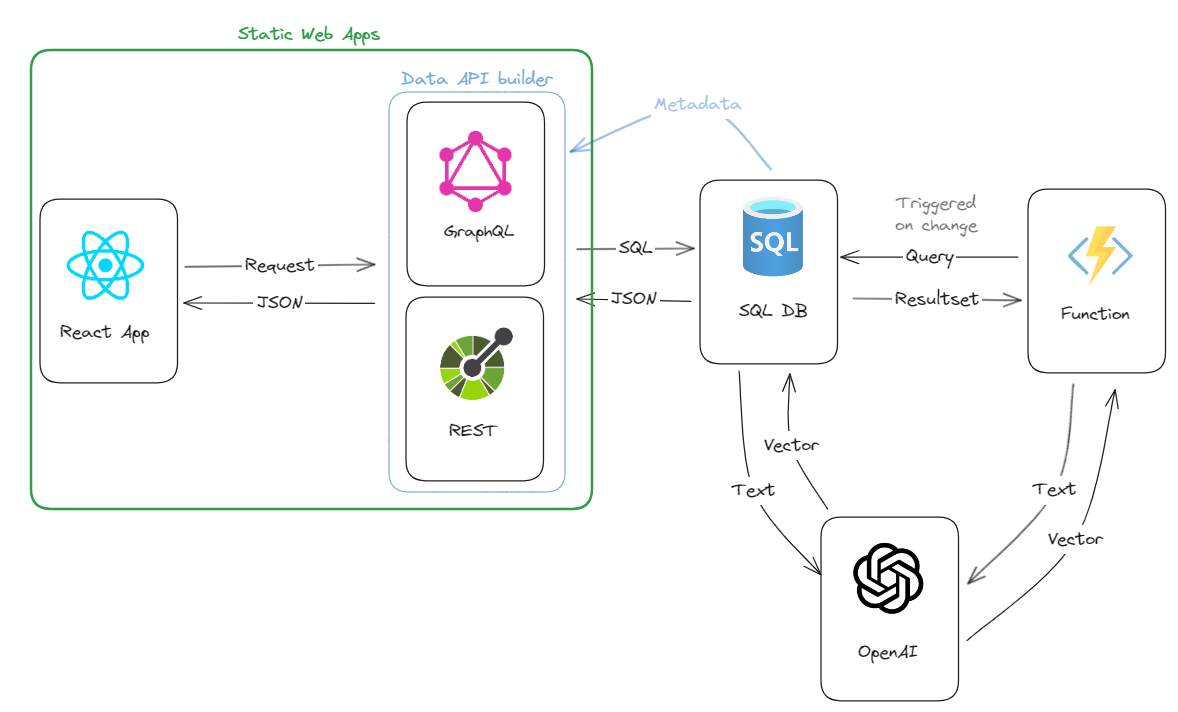 Static Web Apps
Data API builder
Metadata
GraphQL
React App
Request
JSON
REST
SQL
JSON
SQL
SQL DB
Triggered
on change
Query
Resultset
Function
Text
Vector
Text
Vector
OpenAI